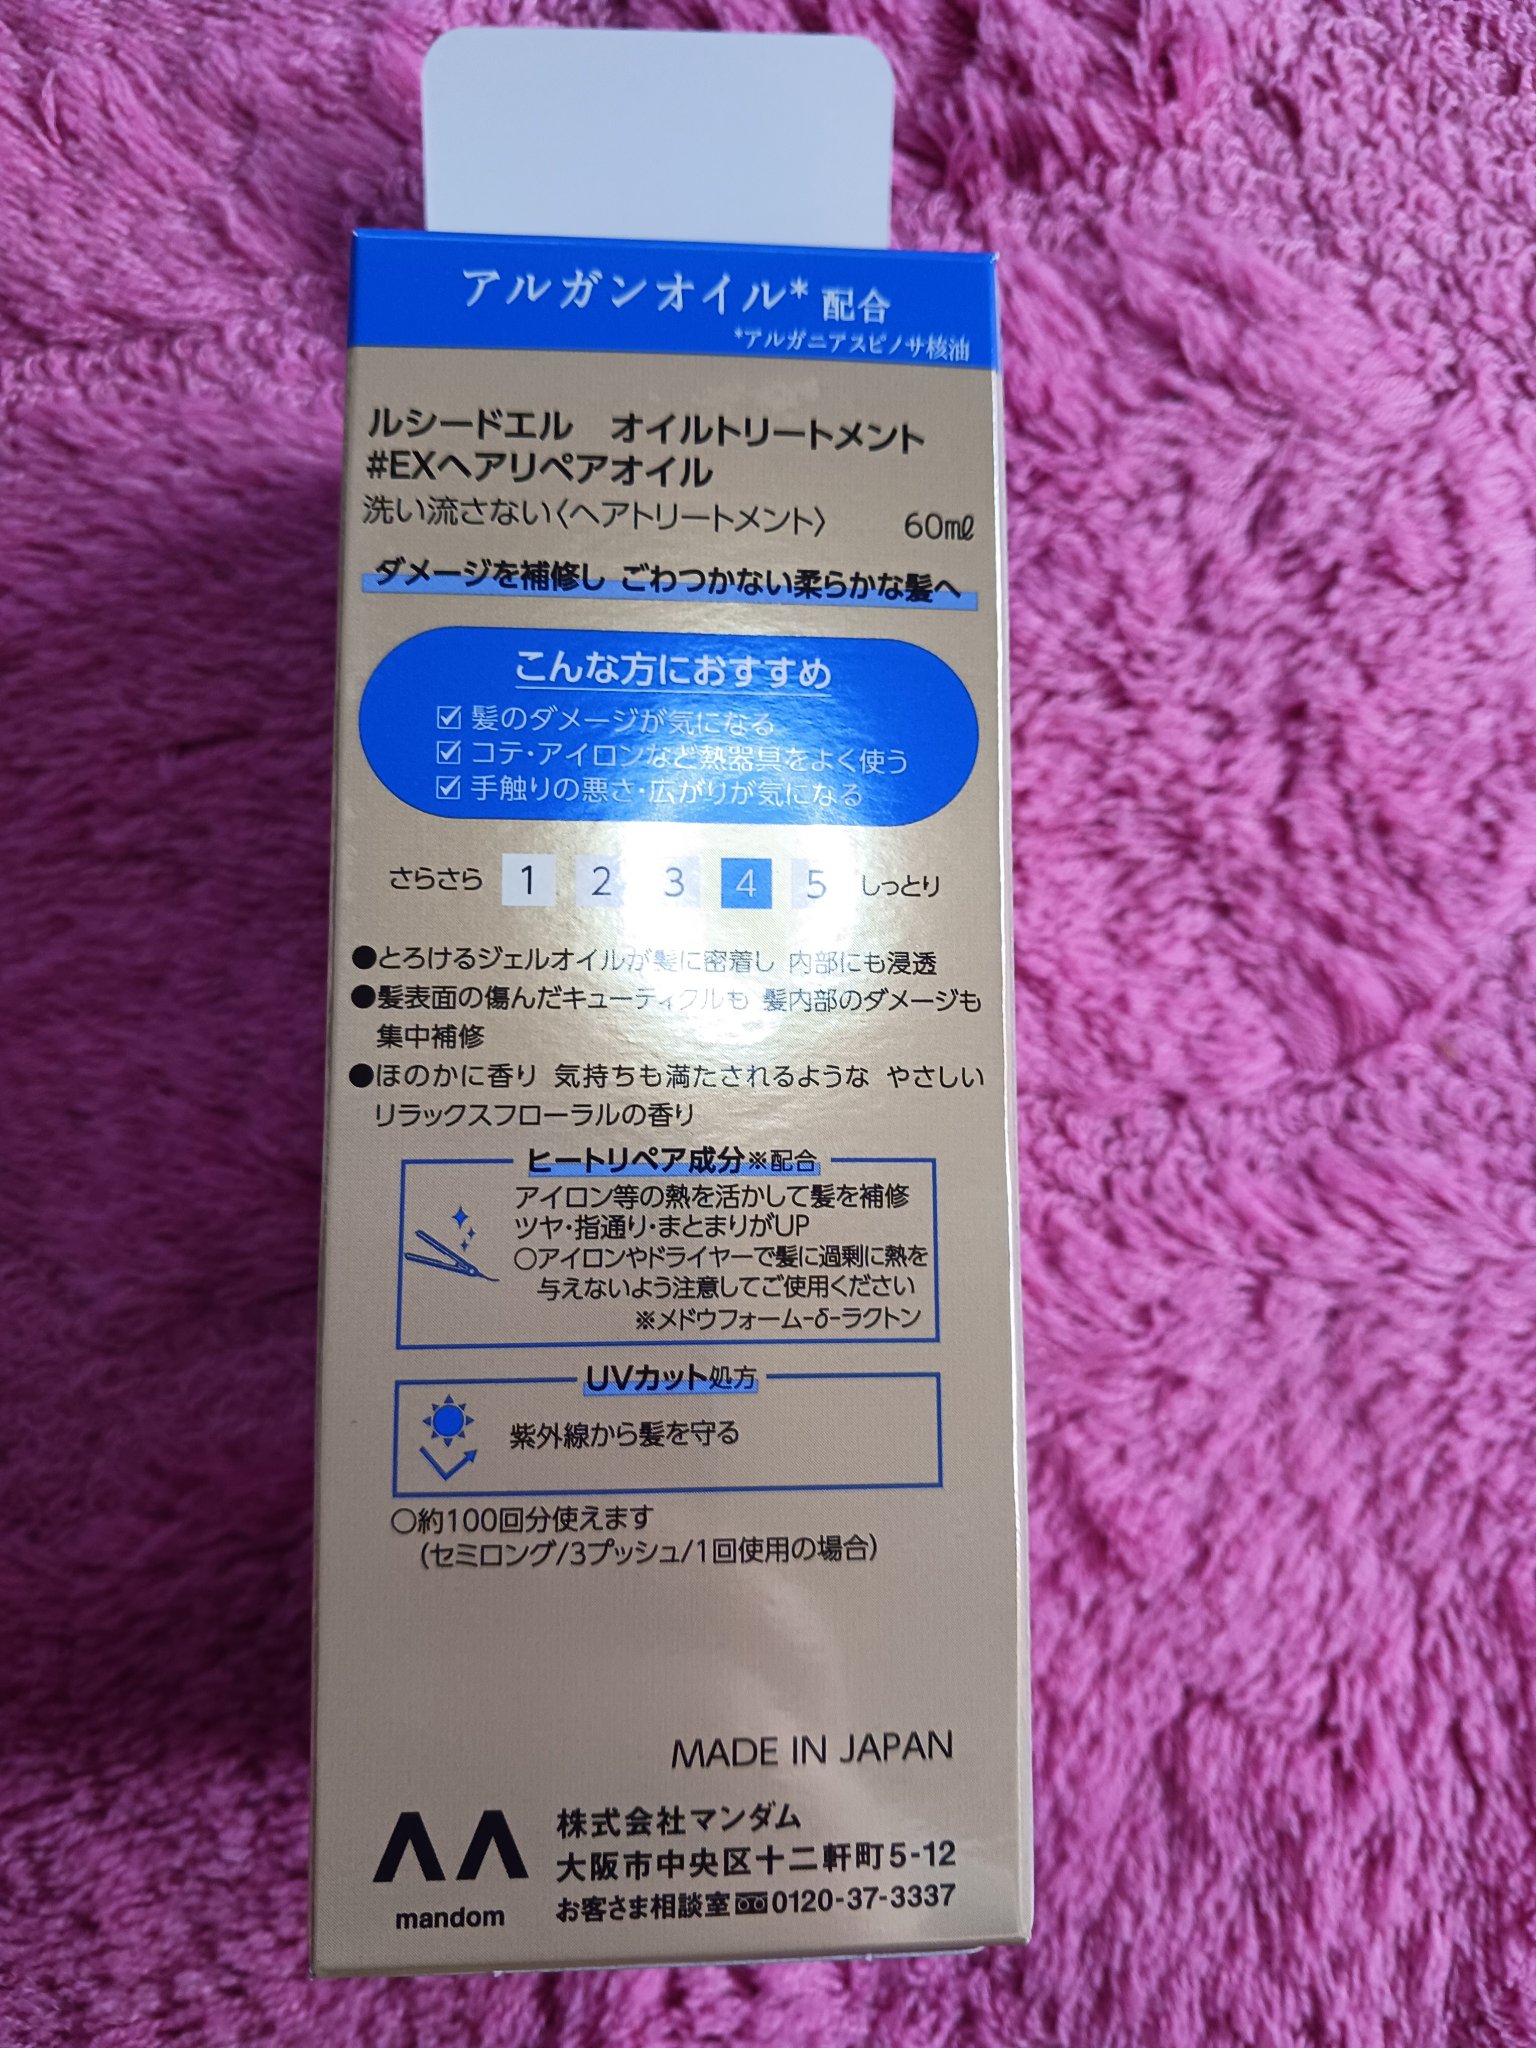 アルガンオイル* 配合
*アルガニアスピノサ核油
ルシードエル　オイルトリートメント
#EXヘアリペアオイル
洗い流さない〈ヘアトリートメント〉 60㎖
ダメージを補修し ごわつかない柔らかな髪へ
こんな方におすすめ
☑ 髪のダメージが気になる
☑ コテ・アイロンなど熱器具をよく使う
☑ 手触りの悪さ・広がりが気になる
さらさら 1 2 3 4 5 しっとり
●とろけるジェルオイルが髪に密着し 内部にも浸透
●髪表面の傷んだキューティクルも 髪内部のダメージも
集中補修
●ほのかに香り 気持ちも満たされるような やさしい
リラックスフローラルの香り
ヒートリペア成分※配合
アイロン等の熱を活かして髪を補修
ツヤ・指通り・まとまりがUP
○アイロンやドライヤーで髪に過剰に熱を
与えないよう注意してご使用ください
※メドウフォーム-δ-ラクトン
UVカット処方
紫外線から髪を守る
○約100回分使えます
(セミロング/3プッシュ/1回使用の場合)
MADE IN JAPAN
mandom
株式会社マンダム
大阪市中央区十二軒町5-12
お客さま相談室 0120-37-3337